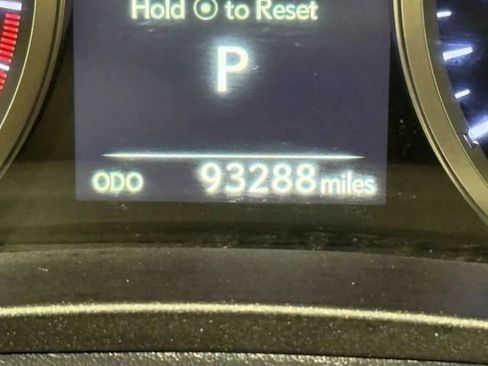 Hold ⦿ to Reset
P
ODO 93288 miles